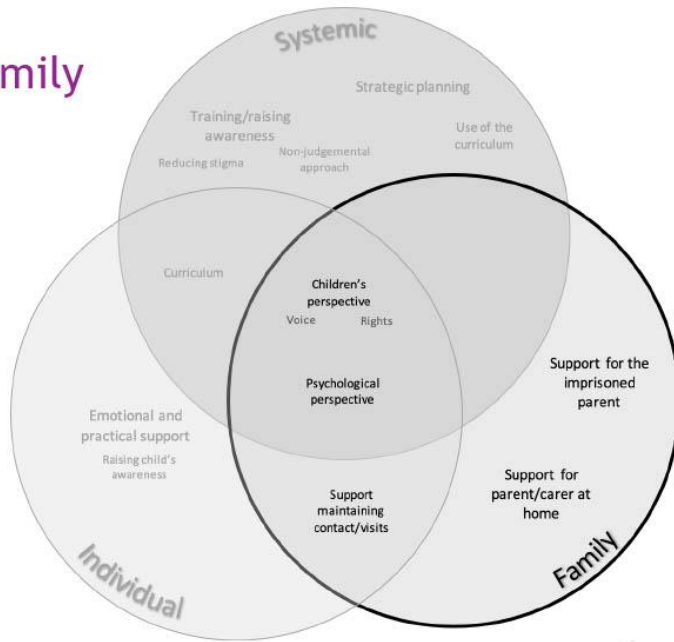 mily
Systemic
Strategic planning
Training/raising
awareness
Use of the
curriculum
Reducing stigma
Non-judgemental
approach
Curriculum
Children's
perspective
Voice
Rights
Psychological
perspective
Support for the
imprisoned
parent
Emotional and
practical support
Raising child's
awareness
Support for
parent/carer at
home
Support
maintaining
contact/visits
Individual
Family